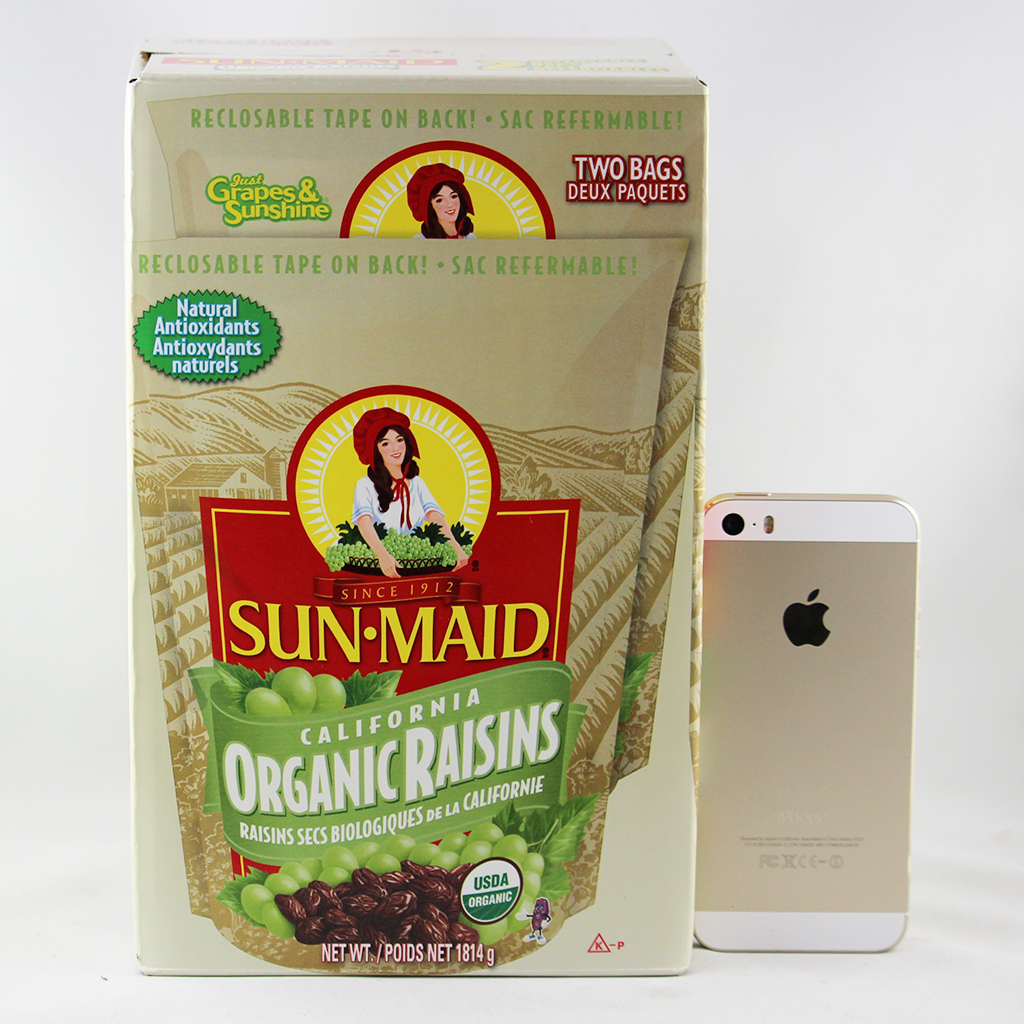 RECLOSABLE TAPE ON BACK! • SAC REFERMABLE!
Just
Grapes &
Sunshine
TWO BAGS
DEUX PAQUETS
RECLOSABLE TAPE ON BACK! • SAC REFERMABLE!
Natural
Antioxidants
Antioxydants
naturels
SINCE 1912
SUN•MAID
CALIFORNIA
ORGANIC RAISINS
RAISINS SECS BIOLOGIQUES DE LA CALIFORNIE
USDA
ORGANIC
NET WT. / POIDS NET 1814 g
K-P
iPhone